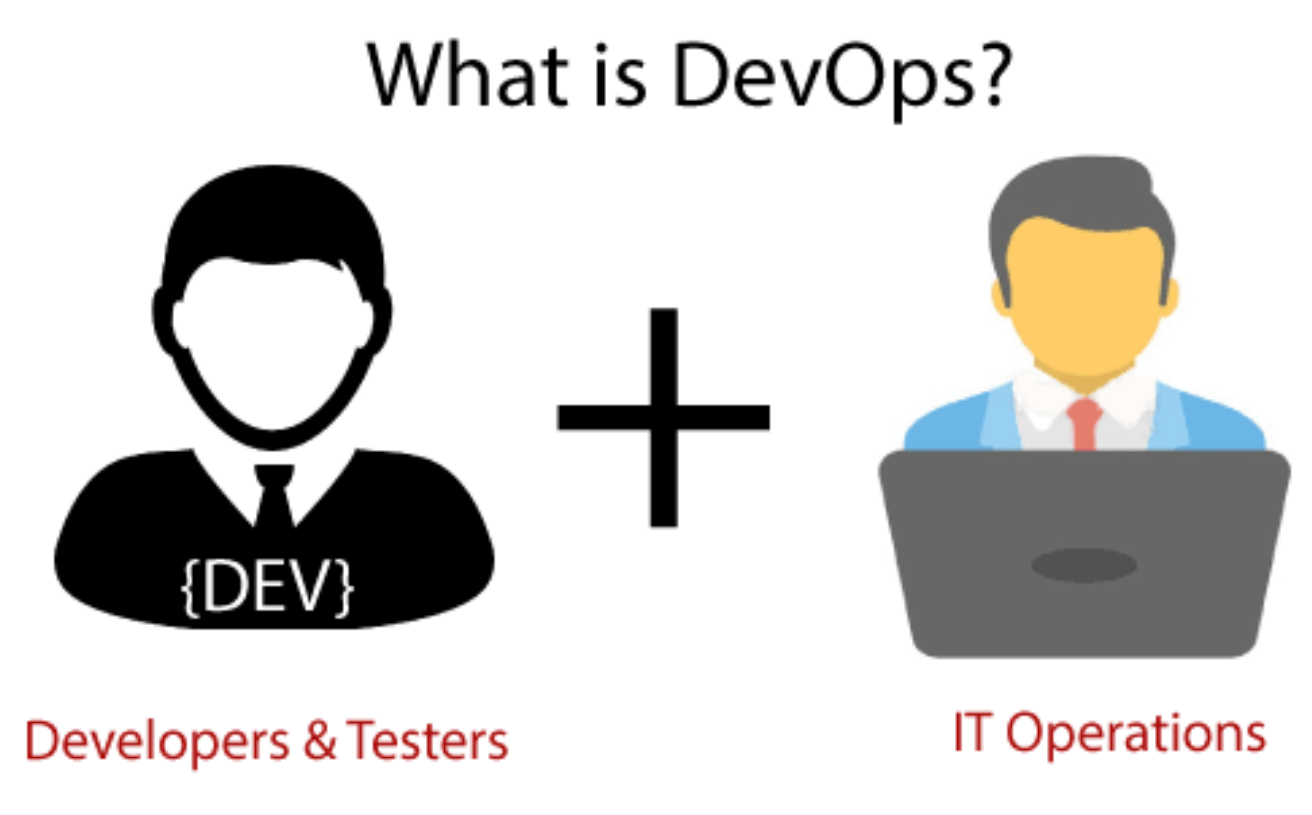 What is DevOps?
{DEV}
Developers & Testers
IT Operations